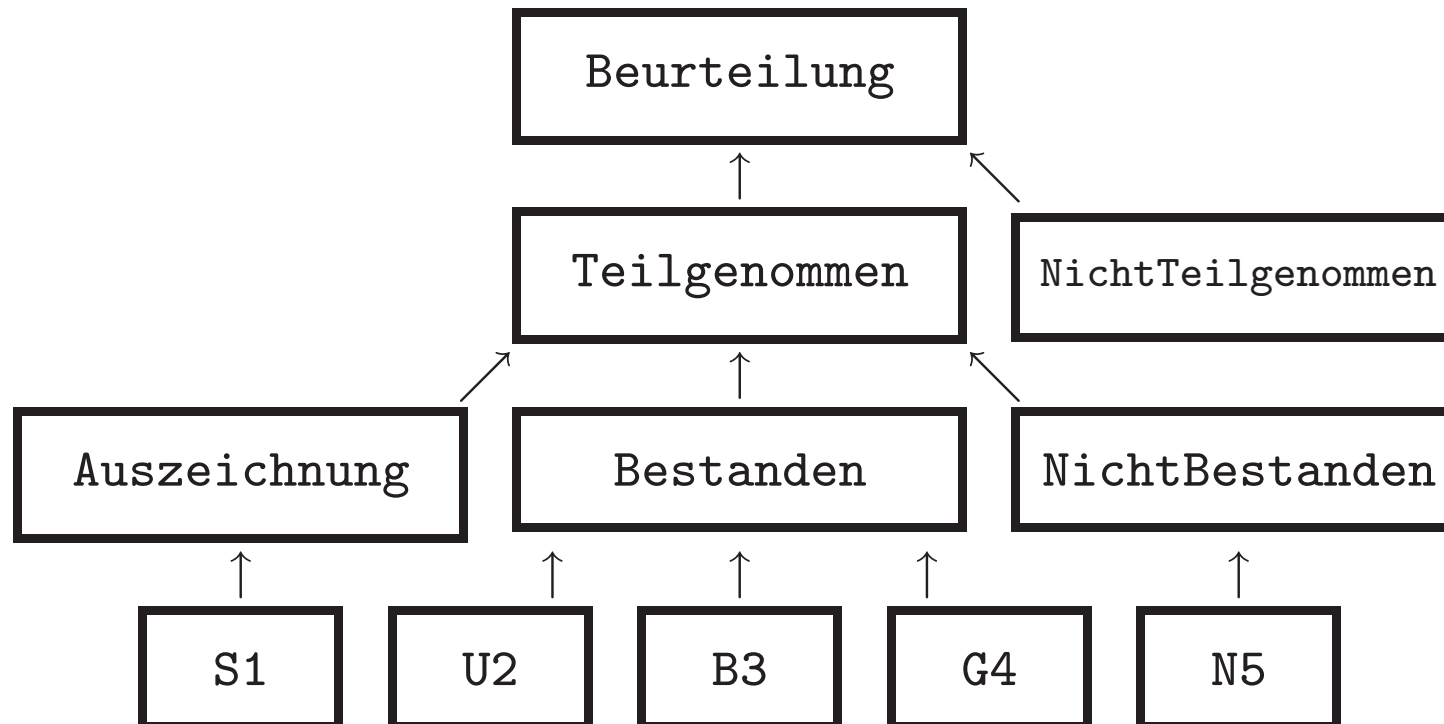 Beurteilung
Teilgenommen
NichtTeilgenommen
Auszeichnung
Bestanden
NichtBestanden
S1
U2
B3
G4
N5